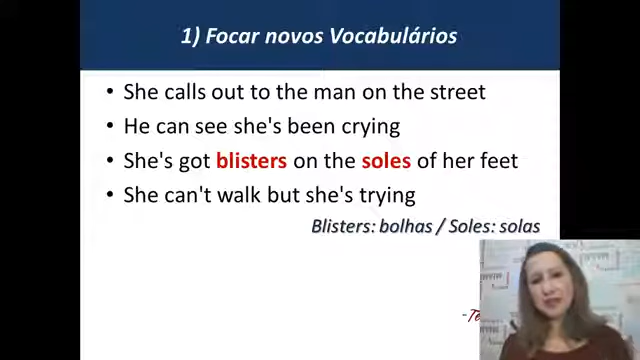 1) Focar novos Vocabulários
• She calls out to the man on the street
• He can see she's been crying
• She's got blisters on the soles of her feet
• She can't walk but she's trying
Blisters: bolhas / Soles: solas